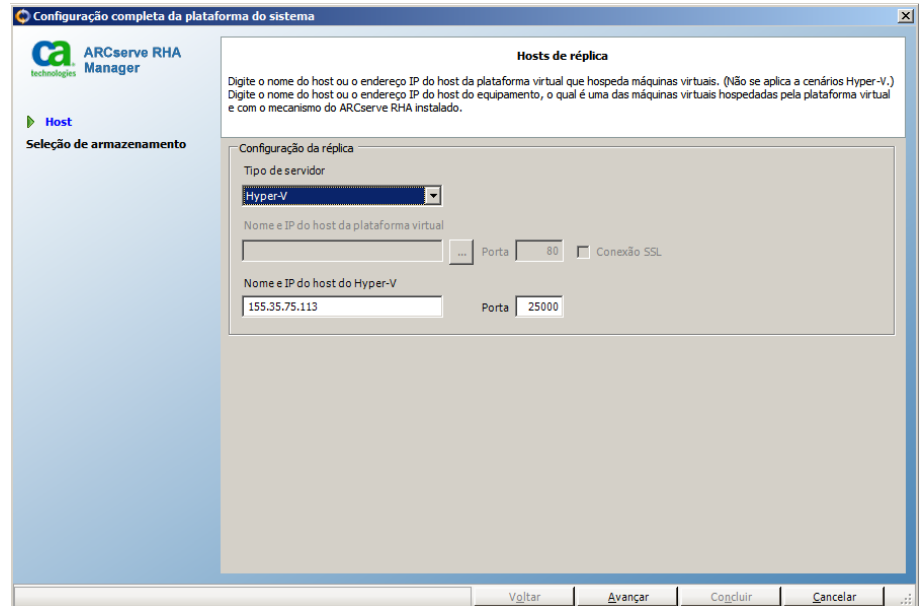 Configuração completa da plataforma do sistema
ca
technologies
ARCserve RHA
Manager
Host
Seleção de armazenamento
Hosts de réplica
Digite o nome do host ou o endereço IP do host da plataforma virtual que hospeda máquinas virtuais. (Não se aplica a cenários Hyper-V.)
Digite o nome do host ou o endereço IP do host do equipamento, o qual é uma das máquinas virtuais hospedadas pela plataforma virtual
e com o mecanismo do ARCserve RHA instalado.
Configuração da réplica
Tipo de servidor
Hyper-V
Nome e IP do host da plataforma virtual
... Porta 80 Conexão SSL
Nome e IP do host do Hyper-V
155.35.75.113 Porta 25000
Voltar Avançar Concluir Cancelar